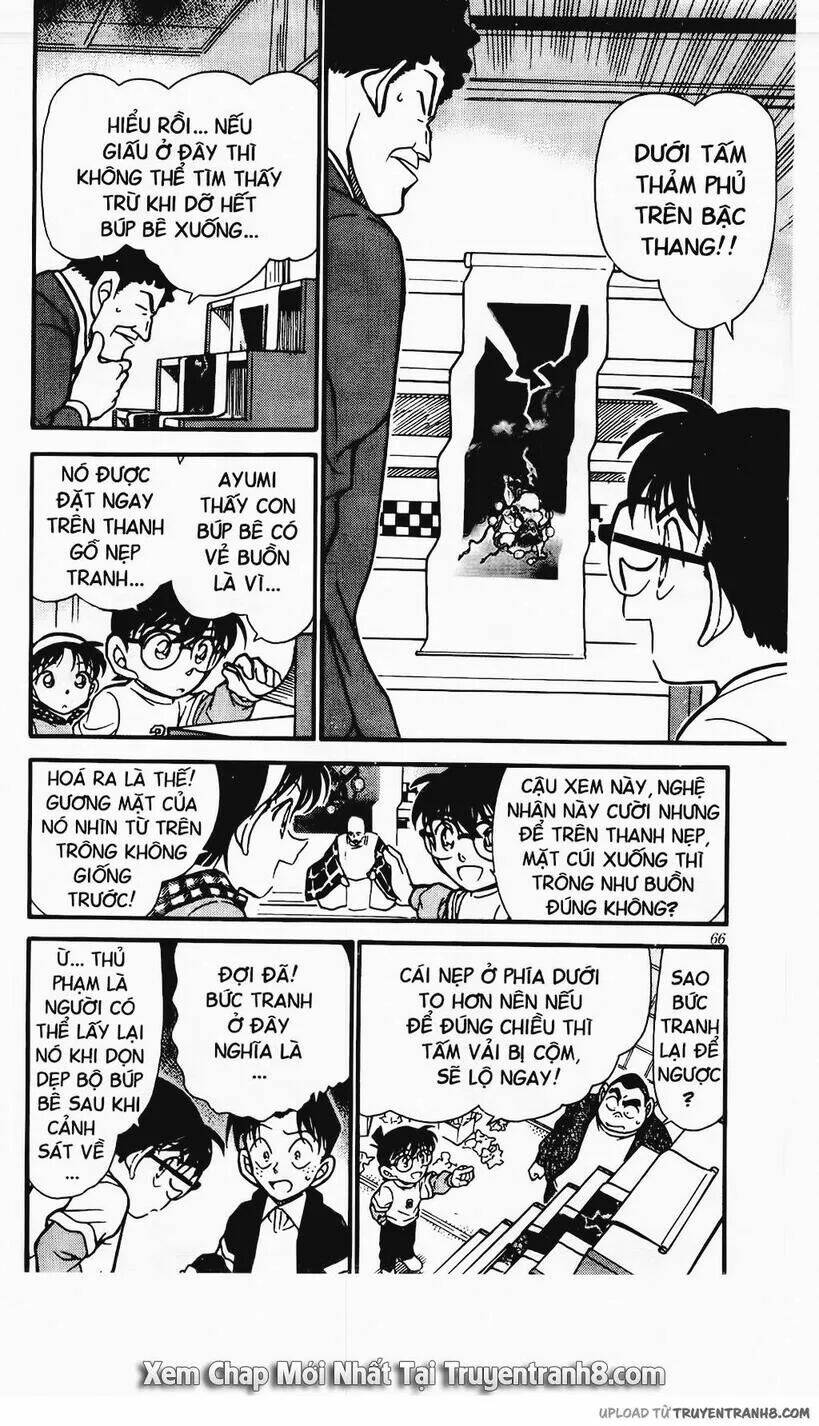 DƯỚI TẤM
THẢM PHỦ
TRÊN BẬC
THANG!!
HIỂU RỒI... NẾU
GIẤU Ở ĐÂY THÌ
KHÔNG THỂ TÌM THẤY
TRỪ KHI DỠ HẾT
BÚP BÊ XUỐNG...
AYUMI
THẤY CON
BÚP BÊ CÓ
VẺ BUỒN
LÀ VÌ...
NÓ ĐƯỢC
ĐẶT NGAY
TRÊN THANH
GỖ NẸP
TRANH...
CẬU XEM NÀY, NGHỆ
NHÂN NÀY CƯỜI NHƯNG
ĐỂ TRÊN THANH NẸP,
MẶT CÚI XUỐNG THÌ
TRÔNG NHƯ BUỒN
ĐÚNG KHÔNG?
HOÁ RA LÀ THẾ!
GƯƠNG MẶT CỦA
NÓ NHÌN TỪ TRÊN
TRÔNG KHÔNG
GIỐNG
TRƯỚC!
66
SAO
BỨC
TRANH
LẠI ĐỂ
NGƯỢC
?
CÁI NẸP Ở PHÍA DƯỚI
TO HƠN NÊN NẾU
ĐỂ ĐÚNG CHIỀU THÌ
TẤM VẢI BỊ CỘM,
SẼ LỘ NGAY!
ĐỢI ĐÃ!
BỨC TRANH
Ở ĐÂY
NGHĨA LÀ
...
Ừ... THỦ
PHẠM LÀ
NGƯỜI CÓ
THỂ LẤY LẠI
NÓ KHI DỌN
DẸP BỘ BÚP
BÊ SAU KHI
CẢNH
SÁT VỀ
...
Xem Chap Mới Nhất Tại Truyentranh8.com
UPLOAD TỪ TRUYENTRANH8.COM